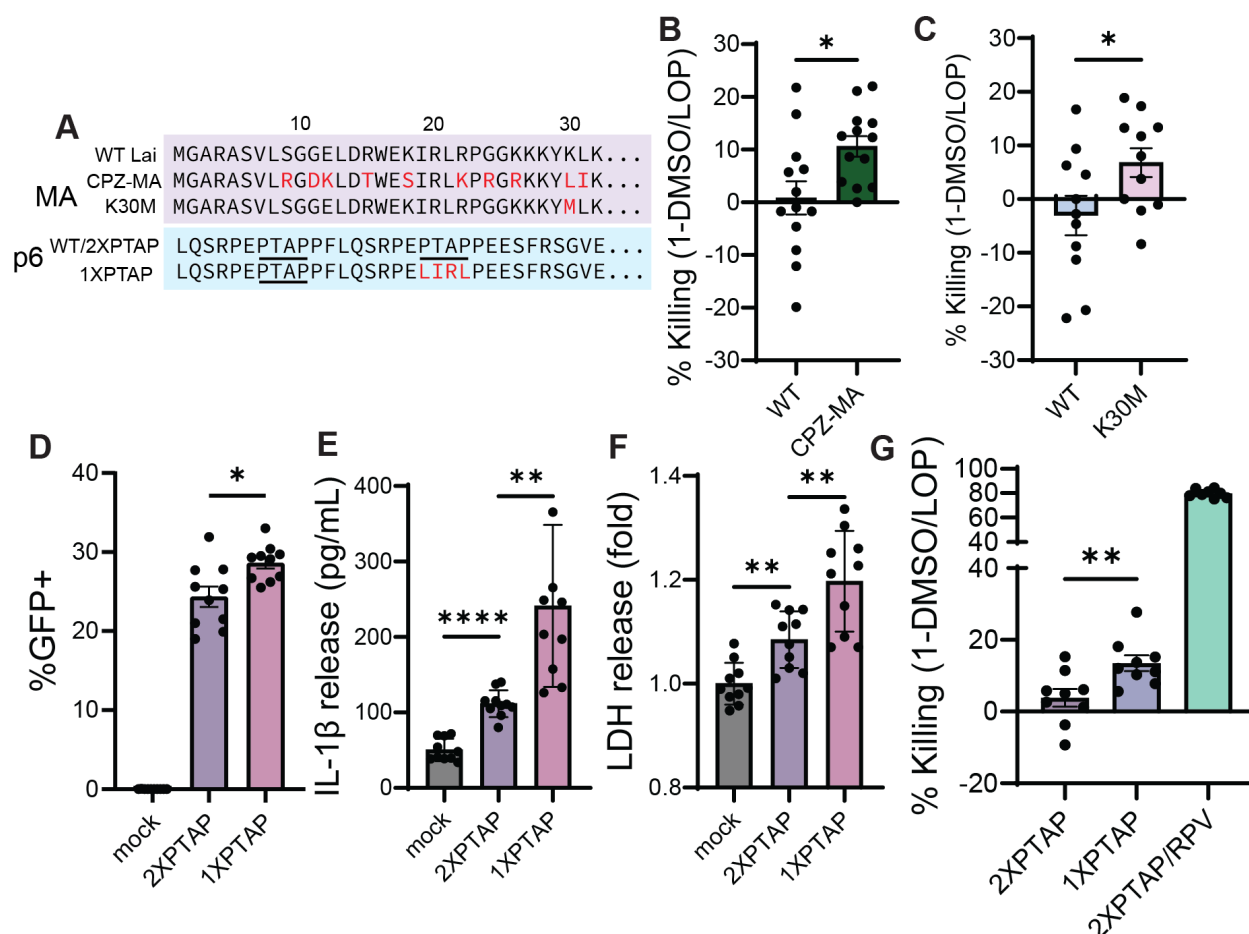 A
10 20 30
MA
WT Lai MGARASVLSGGELDRWEKIRLRPGGKKKYKLK...
CPZ-MA MGARASVLRGDKLDTWESIRLKPRGRKKYLIK...
K30M MGARASVLSGGELDRWEKIRLRPGGKKKYMLK...
p6
WT/2XPTAP LQSRPEPTAPPFLQSRPEPTAPPEESFRSGVE...
1XPTAP LQSRPEPTAPPFLQSRPELIRLPEESFRSGVE...
B
% Killing (1-DMSO/LOP)
30
20
10
0
-10
-20
-30
*
WT
CPZ-MA
C
% Killing (1-DMSO/LOP)
30
20
10
0
-10
-20
-30
*
WT
K30M
D
%GFP+
40
30
20
10
0
*
mock
2XPTAP
1XPTAP
E
IL-1β release (pg/mL)
400
300
200
100
0
****
**
mock
2XPTAP
1XPTAP
F
LDH release (fold)
1.4
1.2
1.0
0.8
**
**
mock
2XPTAP
1XPTAP
G
% Killing (1-DMSO/LOP)
100
80
60
40
40
20
0
-20
**
2XPTAP
1XPTAP
2XPTAP/RPV